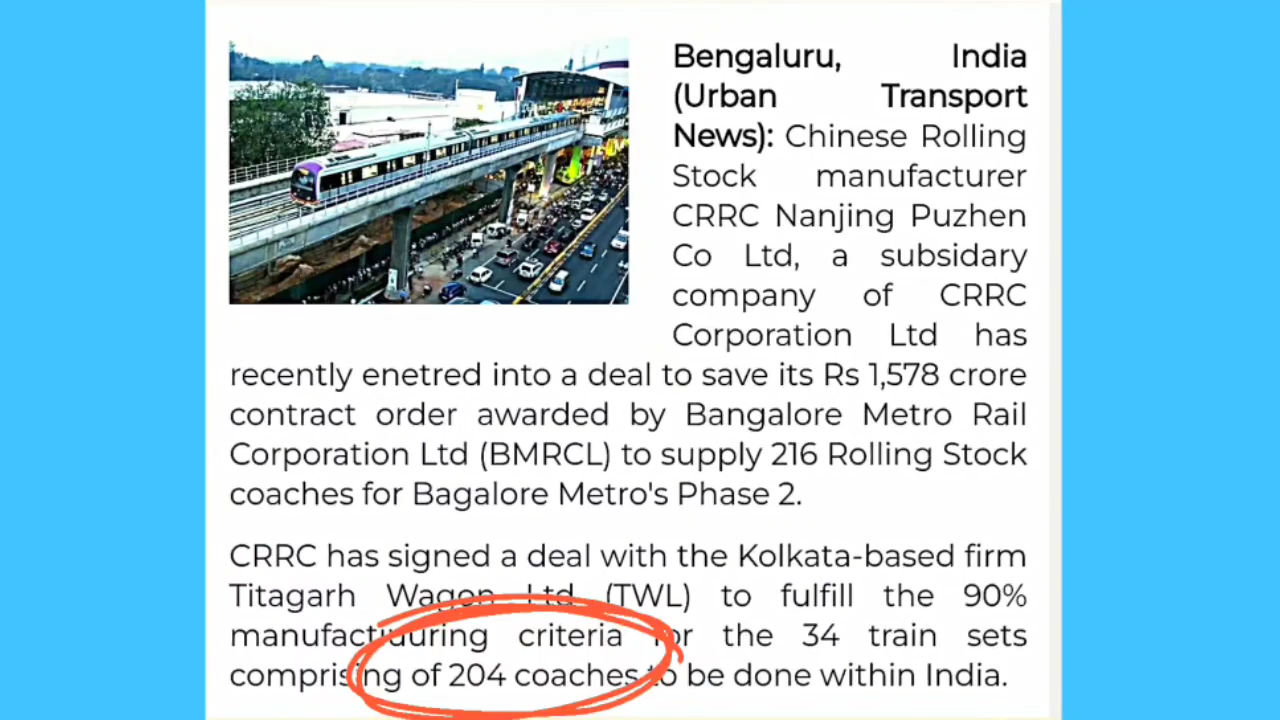 Bengaluru, India
(Urban Transport
News): Chinese Rolling
Stock manufacturer
CRRC Nanjing Puzhen
Co Ltd, a subsidary
company of CRRC
Corporation Ltd has
recently enetred into a deal to save its Rs 1,578 crore
contract order awarded by Bangalore Metro Rail
Corporation Ltd (BMRCL) to supply 216 Rolling Stock
coaches for Bagalore Metro's Phase 2.
CRRC has signed a deal with the Kolkata-based firm
Titagarh Wagon Ltd (TWL) to fulfill the 90%
manufactiuuring criteria for the 34 train sets
comprising of 204 coaches to be done within India.